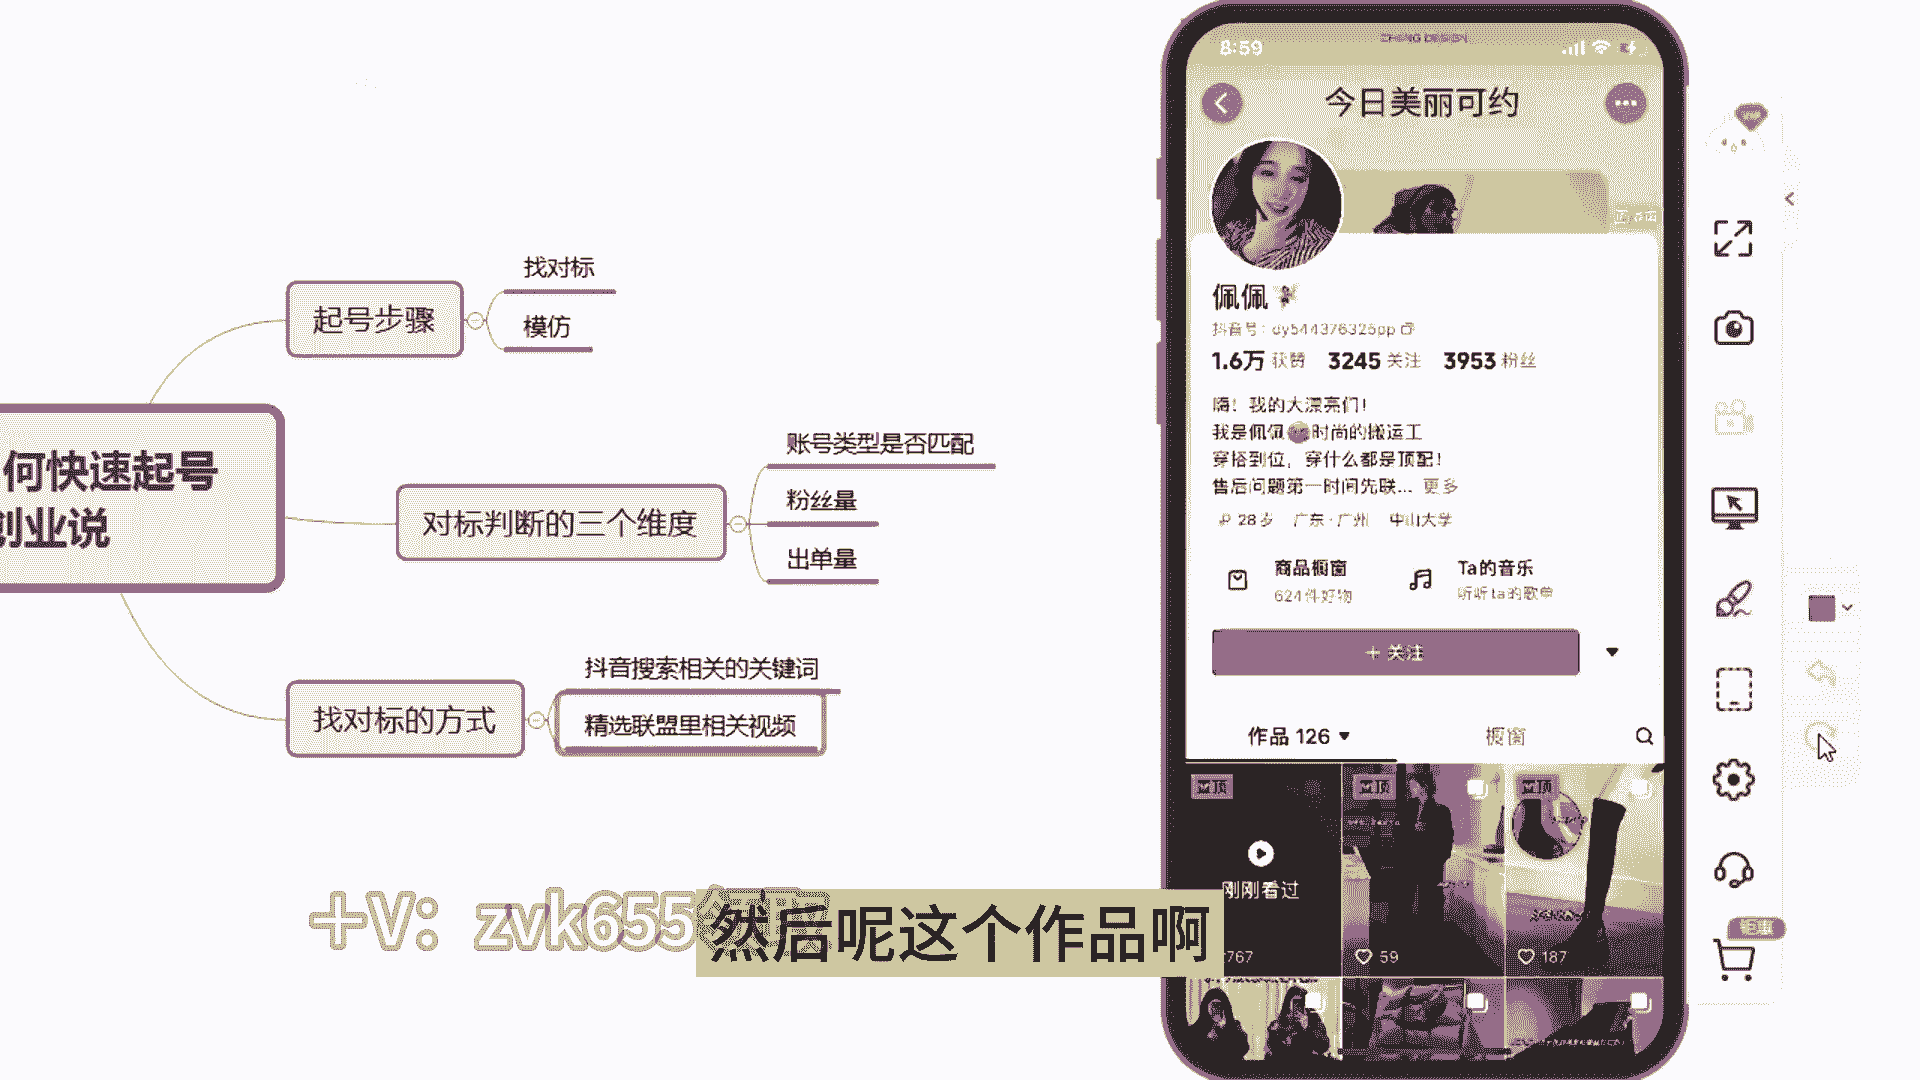 何快速起号
创业说
起号步骤
找对标
模仿
对标判断的三个维度
账号类型是否匹配
粉丝量
出单量
找对标的方式
抖音搜索相关的关键词
精选联盟里相关视频
+V：zvk655
然后呢这个作品啊
8:59
今日美丽可约
佩佩
抖音号：dy544376326pp
1.6万 获赞 3245 关注 3953 粉丝
嗨！我的大漂亮们！
我是佩佩 时尚的搬运工
穿搭到位，穿什么都是顶配！
售后问题第一时间先联... 更多
28岁 广东·广州 中山大学
商品橱窗
624件好物
Ta的音乐
听听ta的歌单
+ 关注
作品 126
橱窗
置顶
置顶
置顶
刚刚看过
767
59
187
钜惠